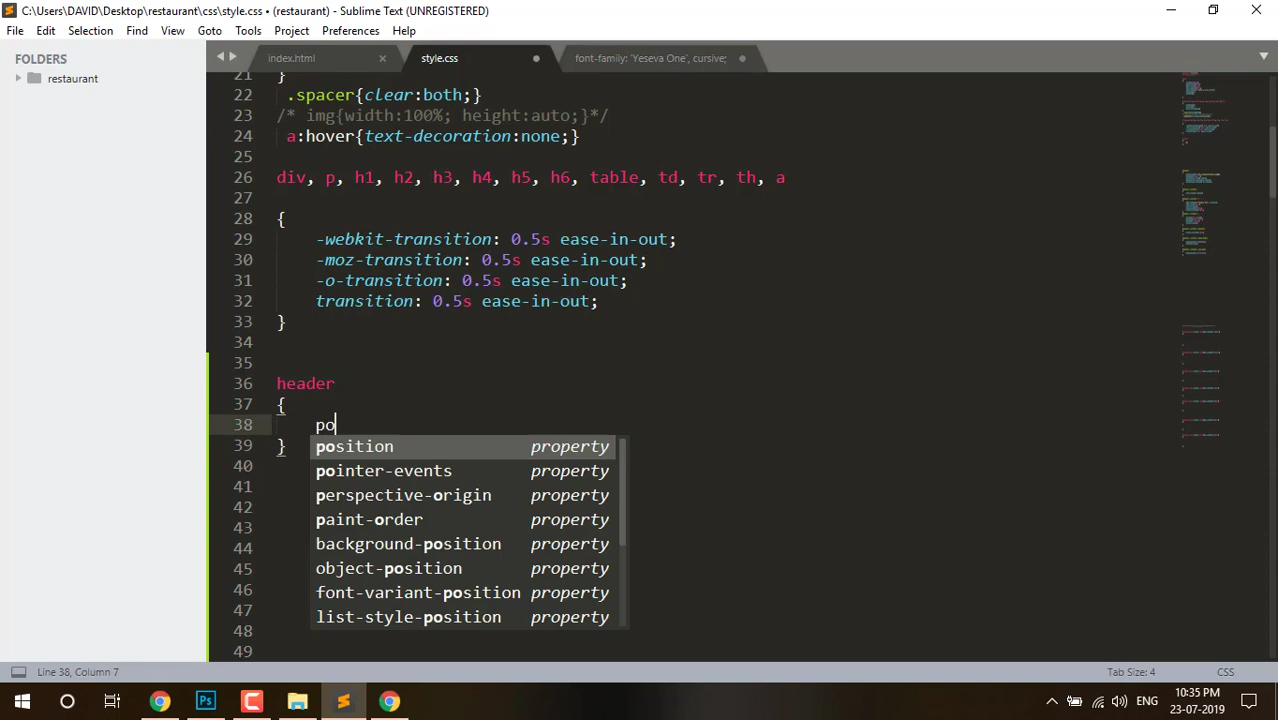 C:\Users\DAVID\Desktop\restaurant\css\style.css • (restaurant) - Sublime Text (UNREGISTERED)
File Edit Selection Find View Goto Tools Project Preferences Help
FOLDERS
restaurant
index.html × style.css font-family: 'Yeseva One', cursive;
21 }
22 .spacer{clear:both;}
23 /* img{width:100%; height:auto;}*/
24 a:hover{text-decoration:none;}
25
26 div, p, h1, h2, h3, h4, h5, h6, table, td, tr, th, a
27
28 {
29 -webkit-transition: 0.5s ease-in-out;
30 -moz-transition: 0.5s ease-in-out;
31 -o-transition: 0.5s ease-in-out;
32 transition: 0.5s ease-in-out;
33 }
34
35
36 header
37 {
38 po
39 }
position property
pointer-events property
perspective-origin property
paint-order property
background-position property
object-position property
font-variant-position property
list-style-position property
40
41
42
43
44
45
46
47
48
49
Line 38, Column 7
Tab Size: 4
CSS
Ps
ENG
10:35 PM
23-07-2019